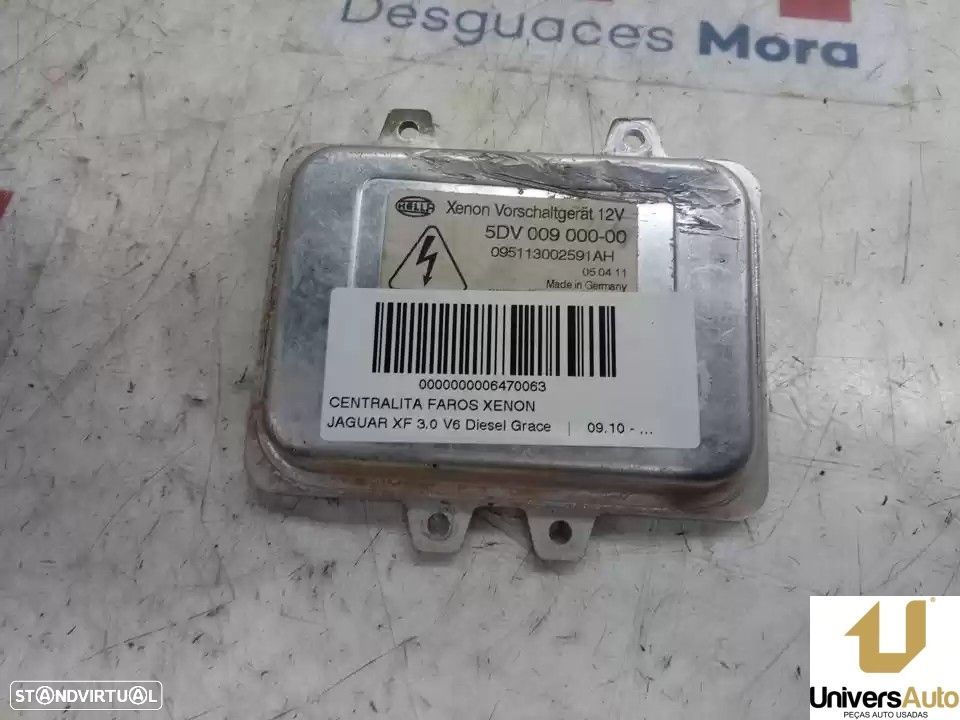 Desguaces Mora
HELLA
Xenon Vorschaltgerät 12V
5DV 009 000-00
095113002591AH
05.04.11
Made in Germany
0000000006470063
CENTRALITA FAROS XENON
JAGUAR XF 3.0 V6 Diesel Grace | 09.10 - ...
STANDVIRTUAL
UniversAuto
PEÇAS AUTO USADAS